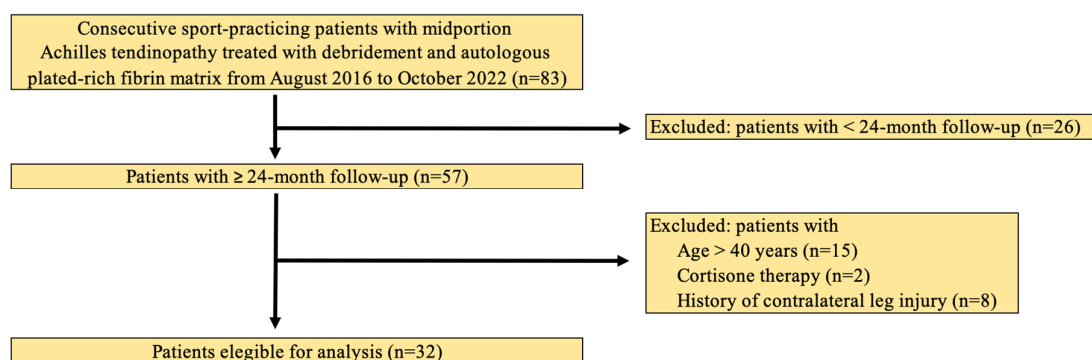 Consecutive sport-practicing patients with midportion
Achilles tendinopathy treated with debridement and autologous
plated-rich fibrin matrix from August 2016 to October 2022 (n=83)
Excluded: patients with < 24-month follow-up (n=26)
Patients with ≥ 24-month follow-up (n=57)
Excluded: patients with
Age > 40 years (n=15)
Cortisone therapy (n=2)
History of contralateral leg injury (n=8)
Patients elegible for analysis (n=32)